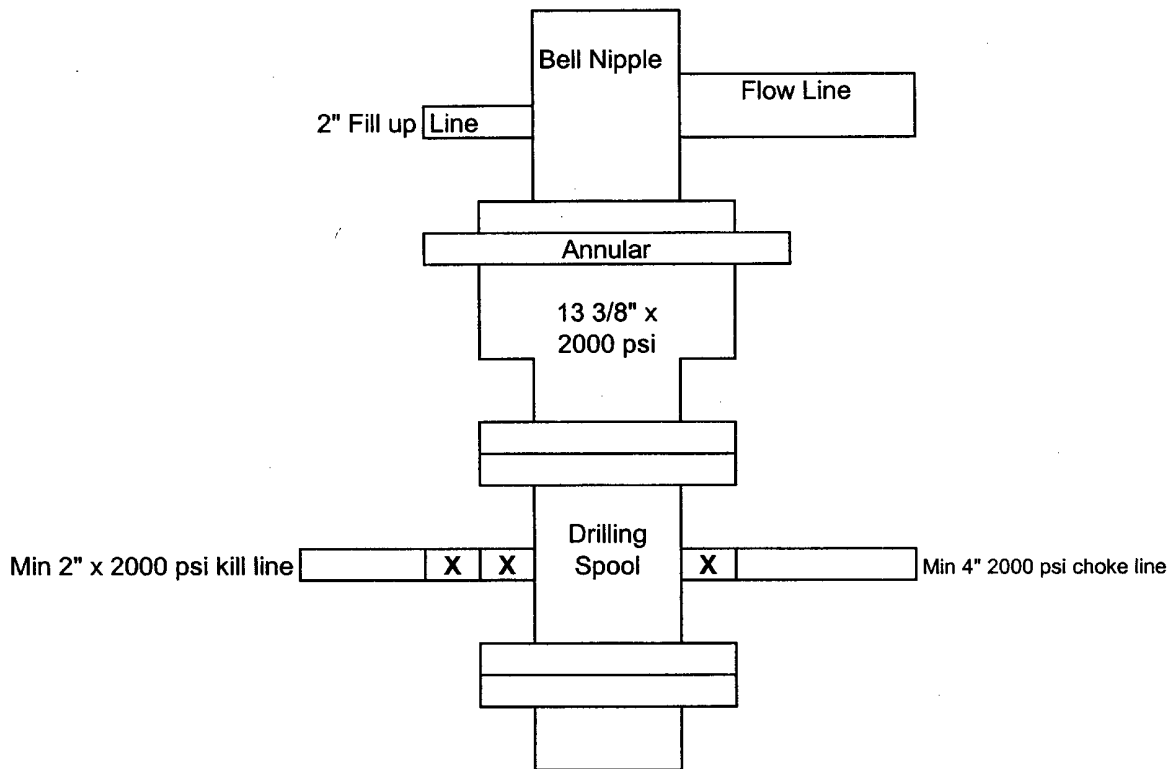 Bell Nipple
Flow Line
2" Fill up Line
Annular
13 3/8" x
2000 psi
Drilling
Spool
Min 2" x 2000 psi kill line
X X
X
Min 4" 2000 psi choke line